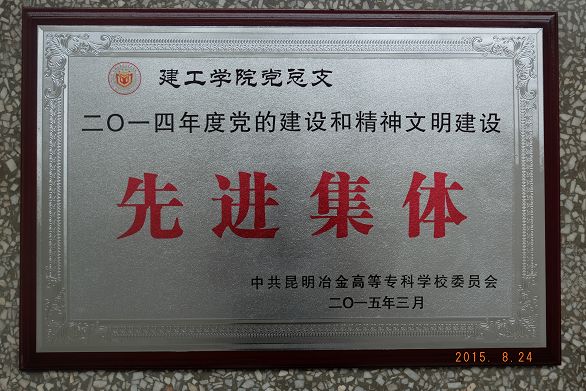 建工学院党总支
二〇一四年度党的建设和精神文明建设
先进集体
中共昆明冶金高等专科学校委员会
二〇一五年三月
2015. 8.24